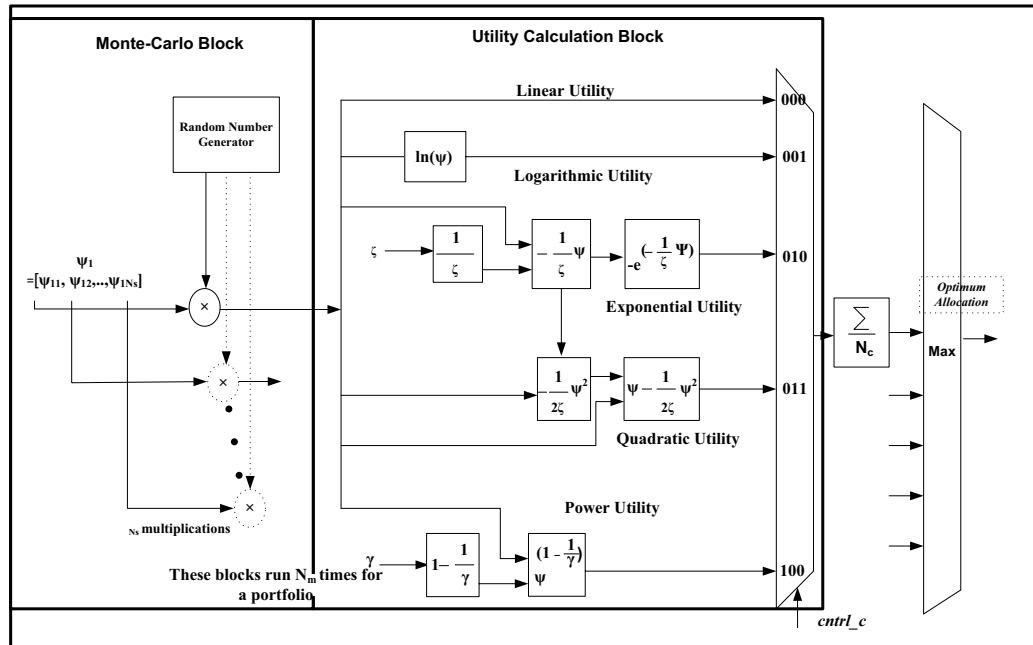 Monte-Carlo Block
Utility Calculation Block
Random Number
Generator
Linear Utility
000
ln(ψ)
001
Logarithmic Utility
ζ
1
ζ
- 1 ψ
ζ
-e (- 1 Ψ)
ζ
010
Exponential Utility
ψ1
=[ψ11, ψ12,..,ψ1Ns]
×
×
×
Ns multiplications
- 1 ψ2
2ζ
ψ - 1 ψ2
2ζ
011
Quadratic Utility
Power Utility
γ
1- 1
γ
(1 - 1)
γ
ψ
100
These blocks run Nm times for
a portfolio
cntrl_c
∑
Nc
Optimum
Allocation
Max